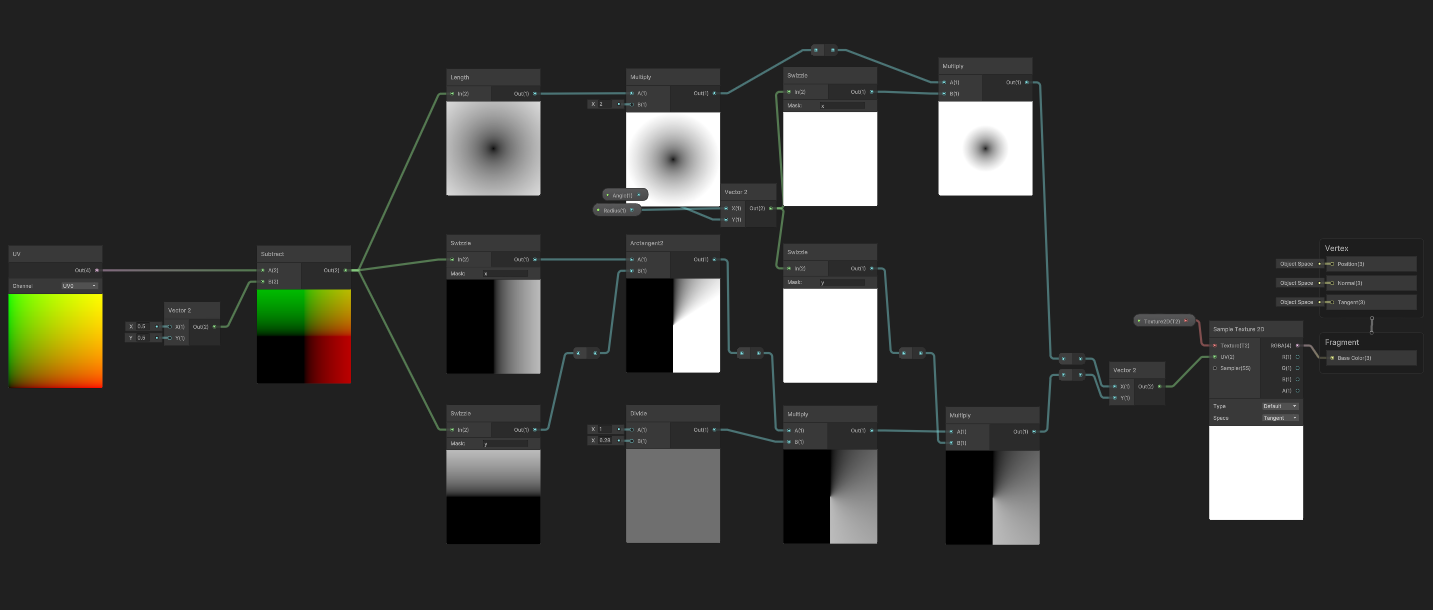 UV
Out(4)
Channel UV0
Vector 2
X 0.5 X(1) Out(2)
Y 0.5 Y(1)
Subtract
A(2) Out(2)
B(2)
Length
In(2) Out(1)
Swizzle
In(2) Out(1)
Mask: x
Swizzle
In(2) Out(1)
Mask: y
Multiply
A(1) Out(1)
X 2 B(1)
Angle(1)
Radius(1)
Vector 2
X(1) Out(2)
Y(1)
Arctangent2
A(1) Out(1)
B(1)
Divide
X 1 A(1) Out(1)
X 6.28 B(1)
Swizzle
In(2) Out(1)
Mask: x
Swizzle
In(2) Out(1)
Mask: y
Multiply
A(1) Out(1)
B(1)
Multiply
A(1) Out(1)
B(1)
Multiply
A(1) Out(1)
B(1)
Vector 2
X(1) Out(2)
Y(1)
Texture2D(T2)
Sample Texture 2D
Texture(T2) RGBA(4)
UV(2) R(1)
Sampler(SS) G(1)
B(1)
A(1)
Type Default
Space Tangent
Vertex
Object Space Position(3)
Object Space Normal(3)
Object Space Tangent(3)
Fragment
Base Color(3)